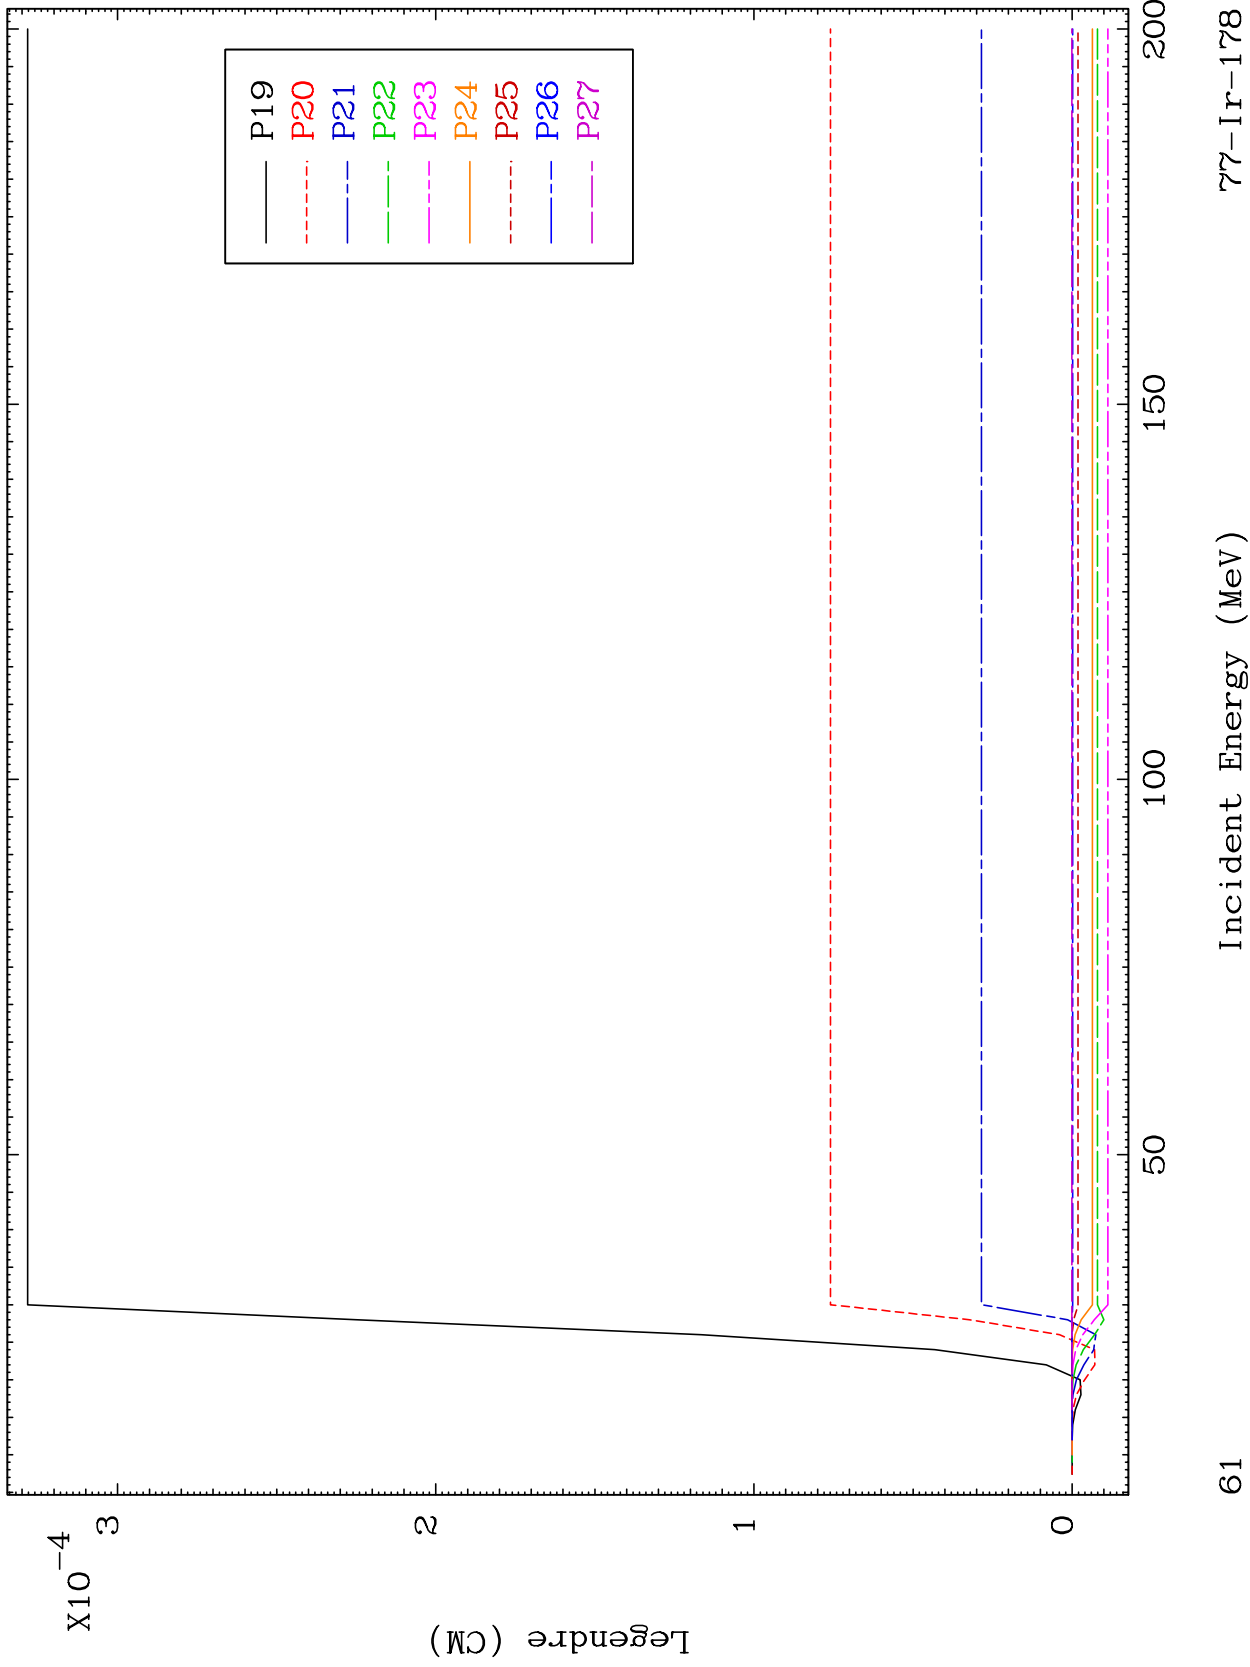 X10-4
3
2
1
0
Legendre (CM)
P19
P20
P21
P22
P23
P24
P25
P26
P27
50
100
150
200
61
Incident Energy (MeV)
77-Ir-178